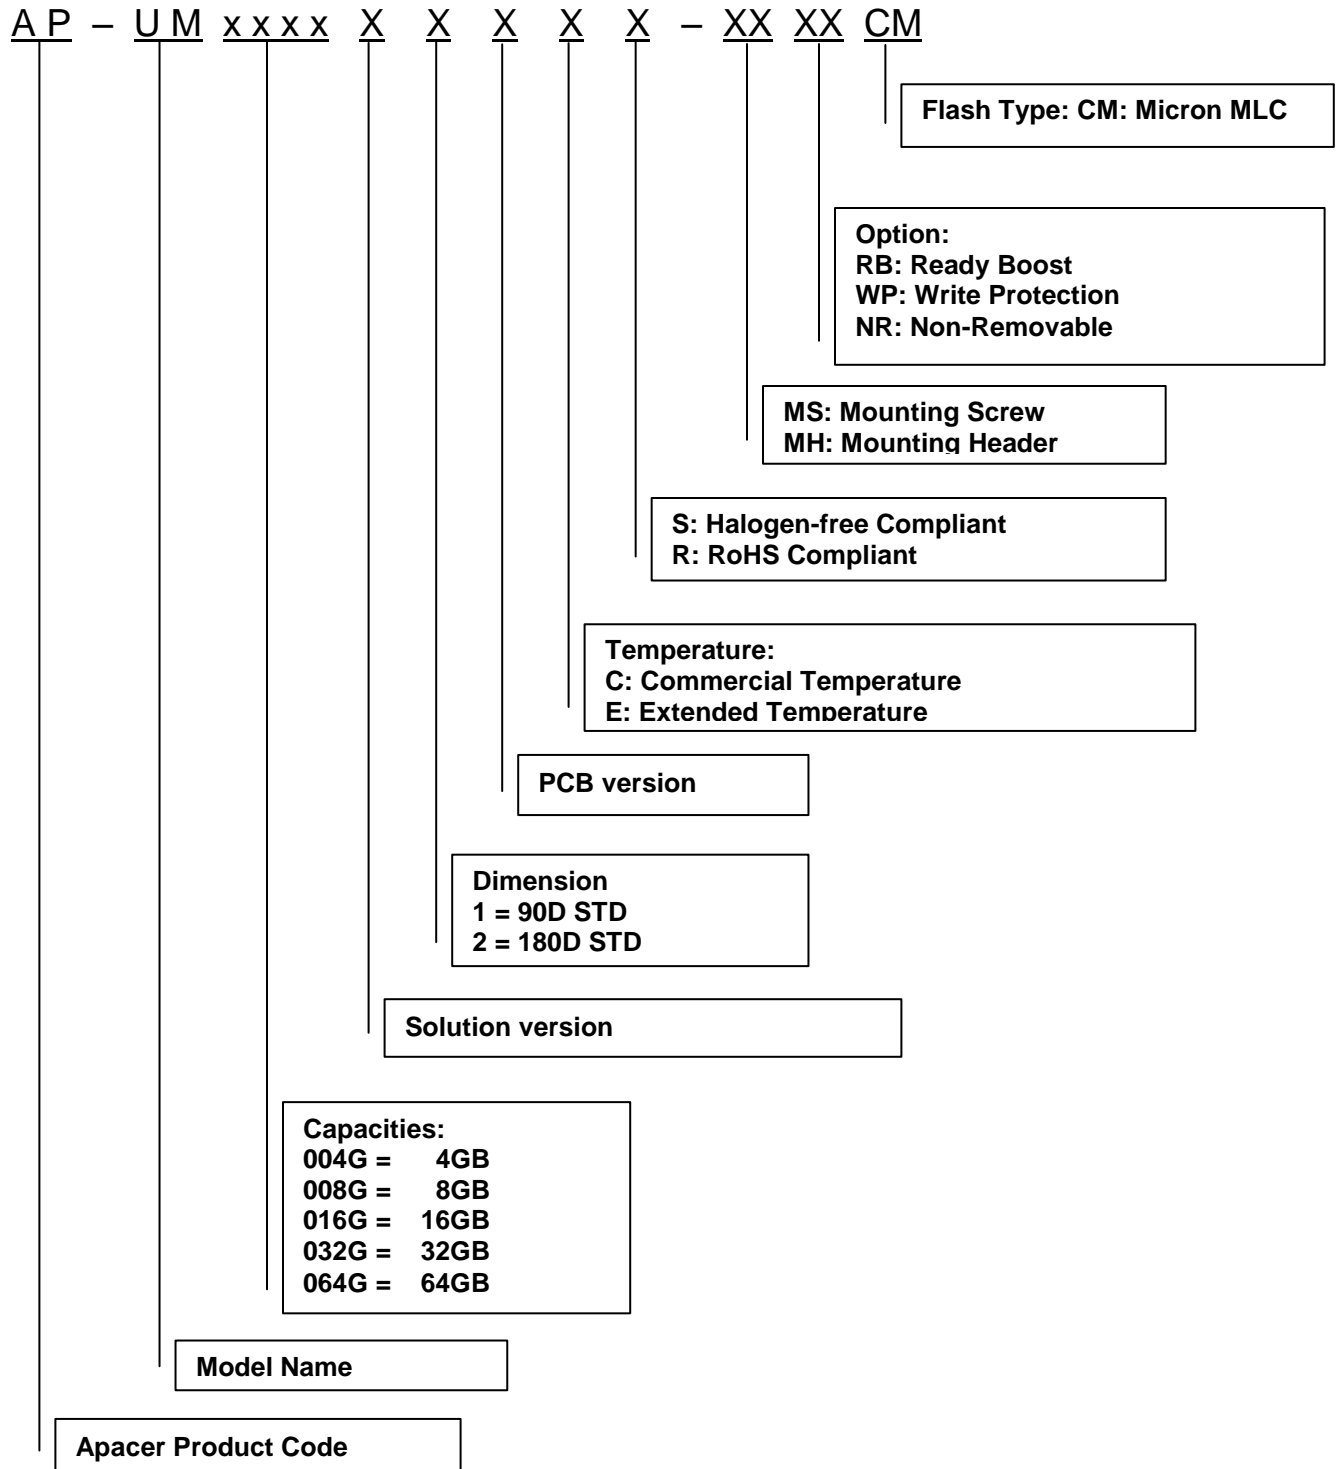 A P – U M x x x x X X X X X – XX XX CM
Flash Type: CM: Micron MLC
Option:
RB: Ready Boost
WP: Write Protection
NR: Non-Removable
MS: Mounting Screw
MH: Mounting Header
S: Halogen-free Compliant
R: RoHS Compliant
Temperature:
C: Commercial Temperature
E: Extended Temperature
PCB version
Dimension
1 = 90D STD
2 = 180D STD
Solution version
Capacities:
004G = 4GB
008G = 8GB
016G = 16GB
032G = 32GB
064G = 64GB
Model Name
Apacer Product Code